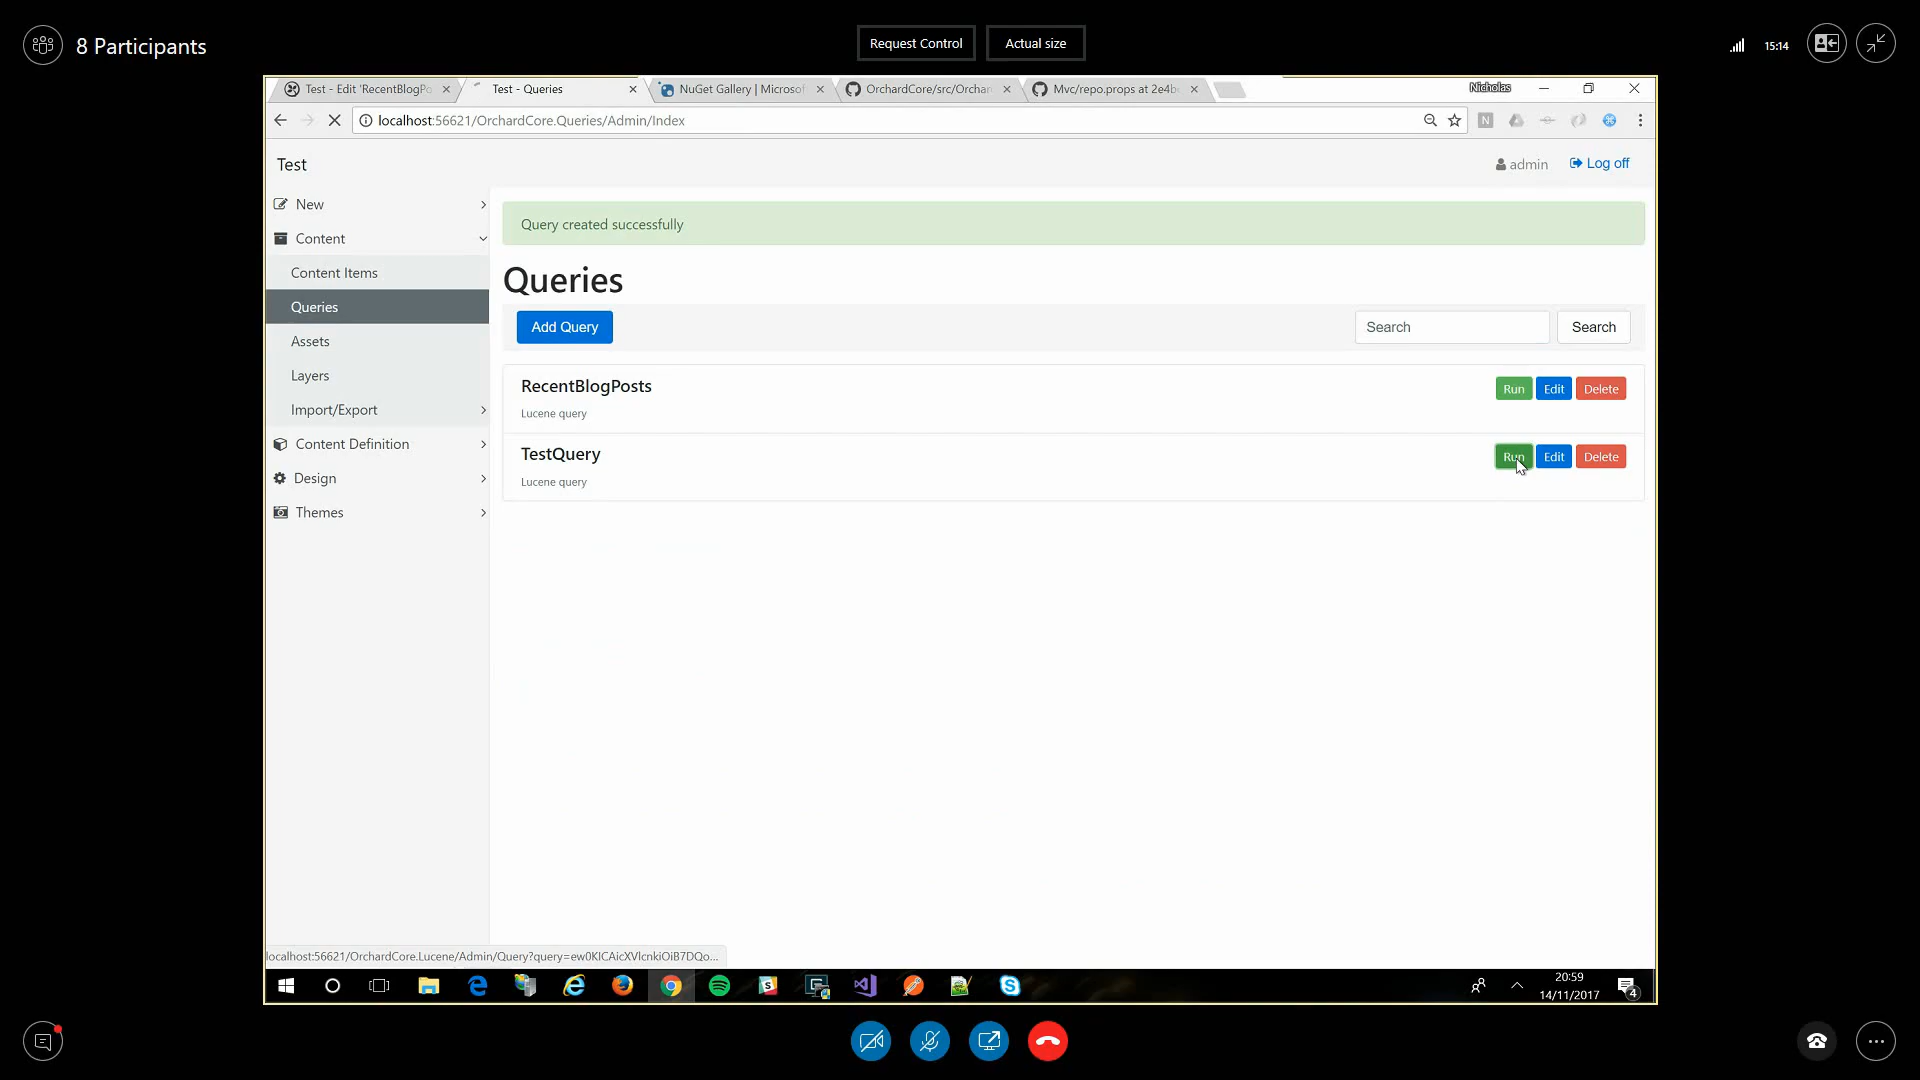 8 Participants
Request Control
Actual size
15:14
Test - Edit 'RecentBlogPo
Test - Queries
NuGet Gallery | Microsof
OrchardCore/src/Orchar
Mvc/repo.props at 2e4b
Nicholas
localhost:56621/OrchardCore.Queries/Admin/Index
Test
admin
Log off
New
Content
Content Items
Queries
Assets
Layers
Import/Export
Content Definition
Design
Themes
Query created successfully
Queries
Add Query
Search
Search
RecentBlogPosts
Run Edit Delete
Lucene query
TestQuery
Run Edit Delete
Lucene query
localhost:56621/OrchardCore.Lucene/Admin/Query?query=ew0KICAicXVlcnkiOiB7DQo...
20:59
14/11/2017
4